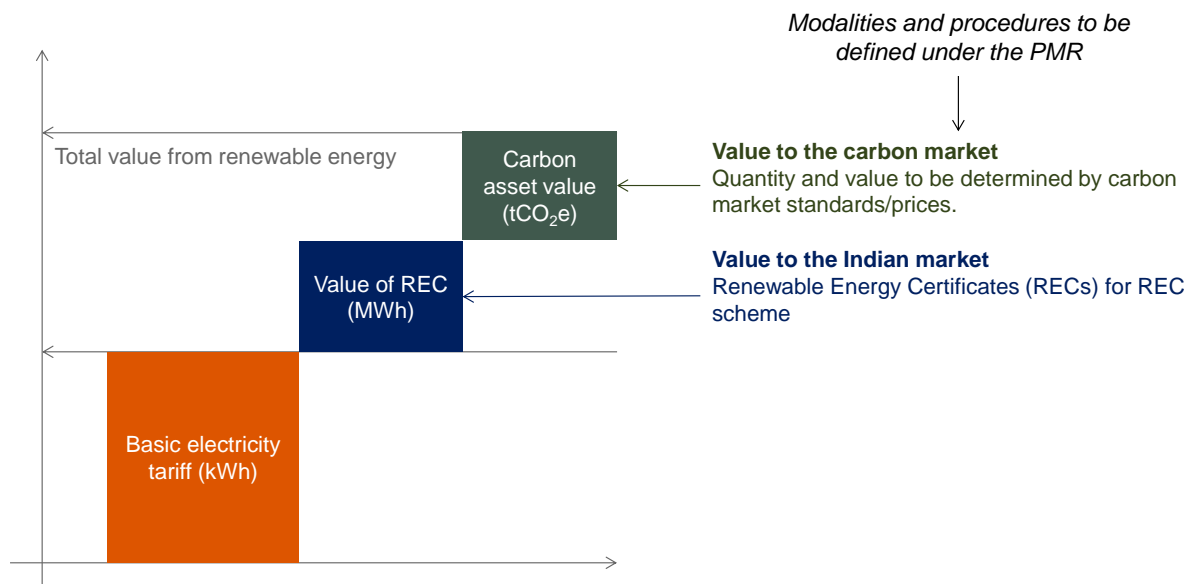 Modalities and procedures to be
defined under the PMR
Total value from renewable energy
Carbon
asset value
(tCO₂e)
Value to the carbon market
Quantity and value to be determined by carbon
market standards/prices.
Value of REC
(MWh)
Value to the Indian market
Renewable Energy Certificates (RECs) for REC
scheme
Basic electricity
tariff (kWh)